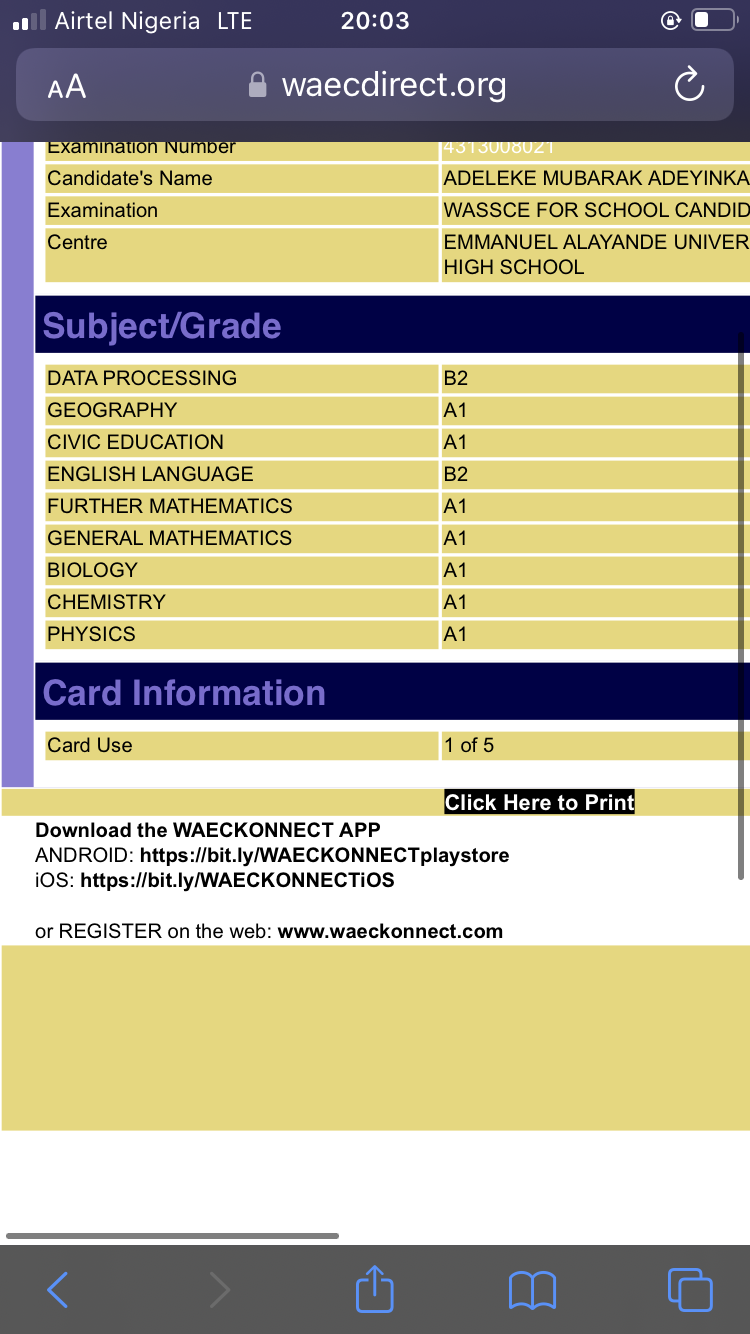 Airtel Nigeria LTE 20:03
AA waecdirect.org
Examination Number 4313008021
Candidate's Name ADELEKE MUBARAK ADEYINKA
Examination WASSCE FOR SCHOOL CANDID
Centre EMMANUEL ALAYANDE UNIVER
HIGH SCHOOL
Subject/Grade
DATA PROCESSING B2
GEOGRAPHY A1
CIVIC EDUCATION A1
ENGLISH LANGUAGE B2
FURTHER MATHEMATICS A1
GENERAL MATHEMATICS A1
BIOLOGY A1
CHEMISTRY A1
PHYSICS A1
Card Information
Card Use 1 of 5
Click Here to Print
Download the WAECKONNECT APP
ANDROID: https://bit.ly/WAECKONNECTplaystore
iOS: https://bit.ly/WAECKONNECTiOS
or REGISTER on the web: www.waeckonnect.com